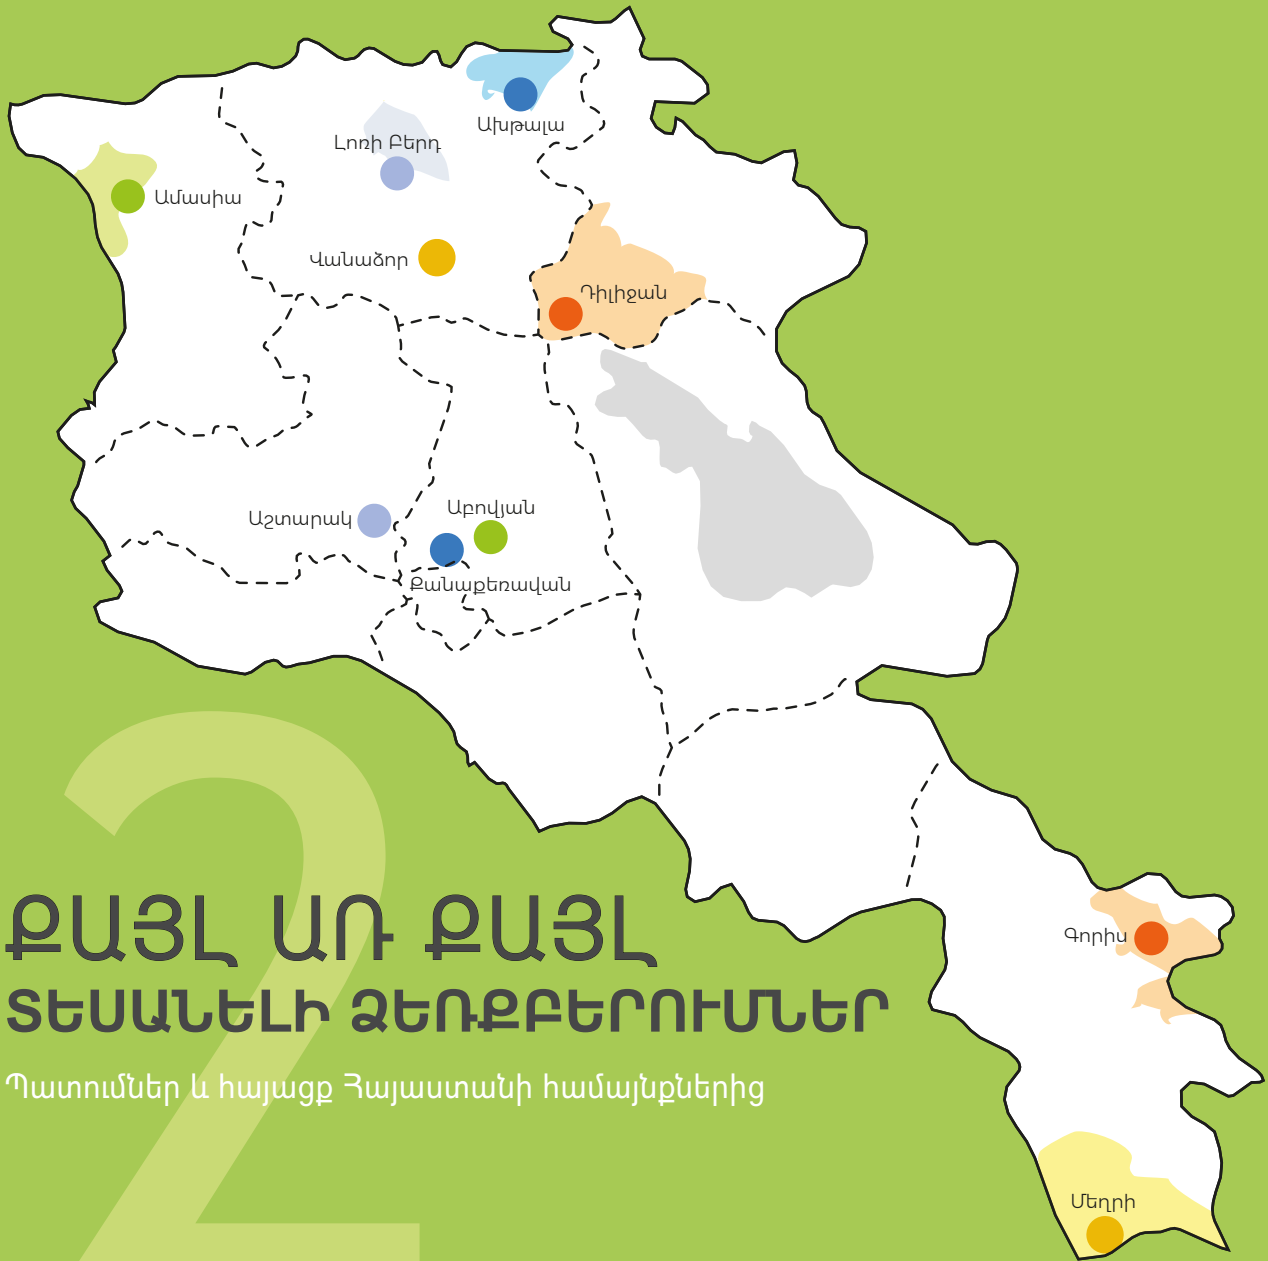 Ախթալա
Լոռի Բերդ
Ամասիա
Վանաձոր
Դիլիջան
Աբովյան
Աշտարակ
Քանաքեռավան
2
ՔԱՅԼ ԱՌ ՔԱՅԼ
Գորիս
ՏԵՍԱՆԵԼԻ ՁԵՌՔԲԵՐՈՒՄՆԵՐ
Պատումներ և հայացք Հայաստանի համայնքներից
Մեղրի